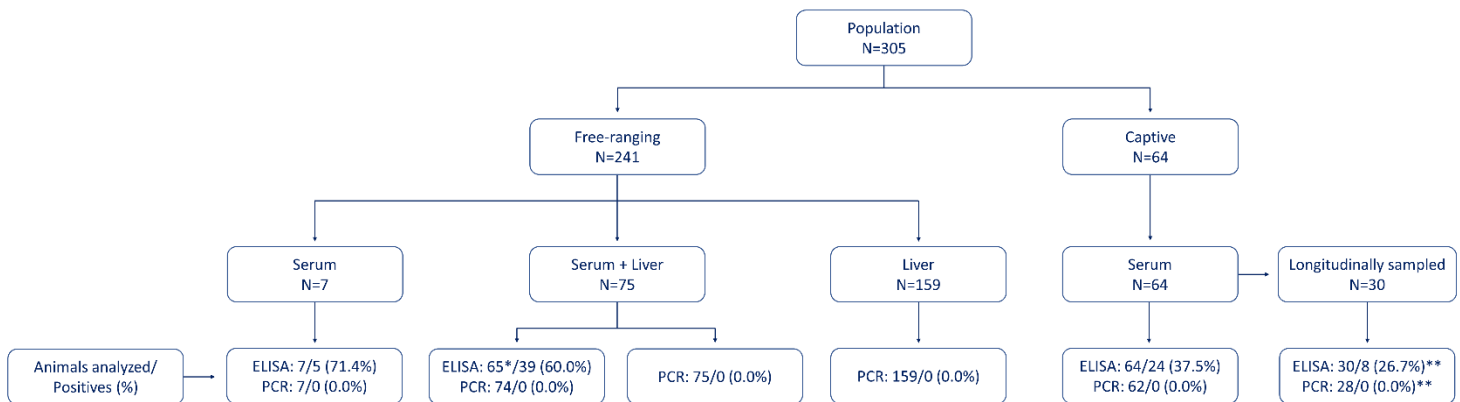 Population
N=305
Free-ranging
N=241
Captive
N=64
Serum
N=7
Serum + Liver
N=75
Liver
N=159
Serum
N=64
Longitudinally sampled
N=30
Animals analyzed/
Positives (%)
ELISA: 7/5 (71.4%)
PCR: 7/0 (0.0%)
ELISA: 65*/39 (60.0%)
PCR: 74/0 (0.0%)
PCR: 75/0 (0.0%)
PCR: 159/0 (0.0%)
ELISA: 64/24 (37.5%)
PCR: 62/0 (0.0%)
ELISA: 30/8 (26.7%)**
PCR: 28/0 (0.0%)**